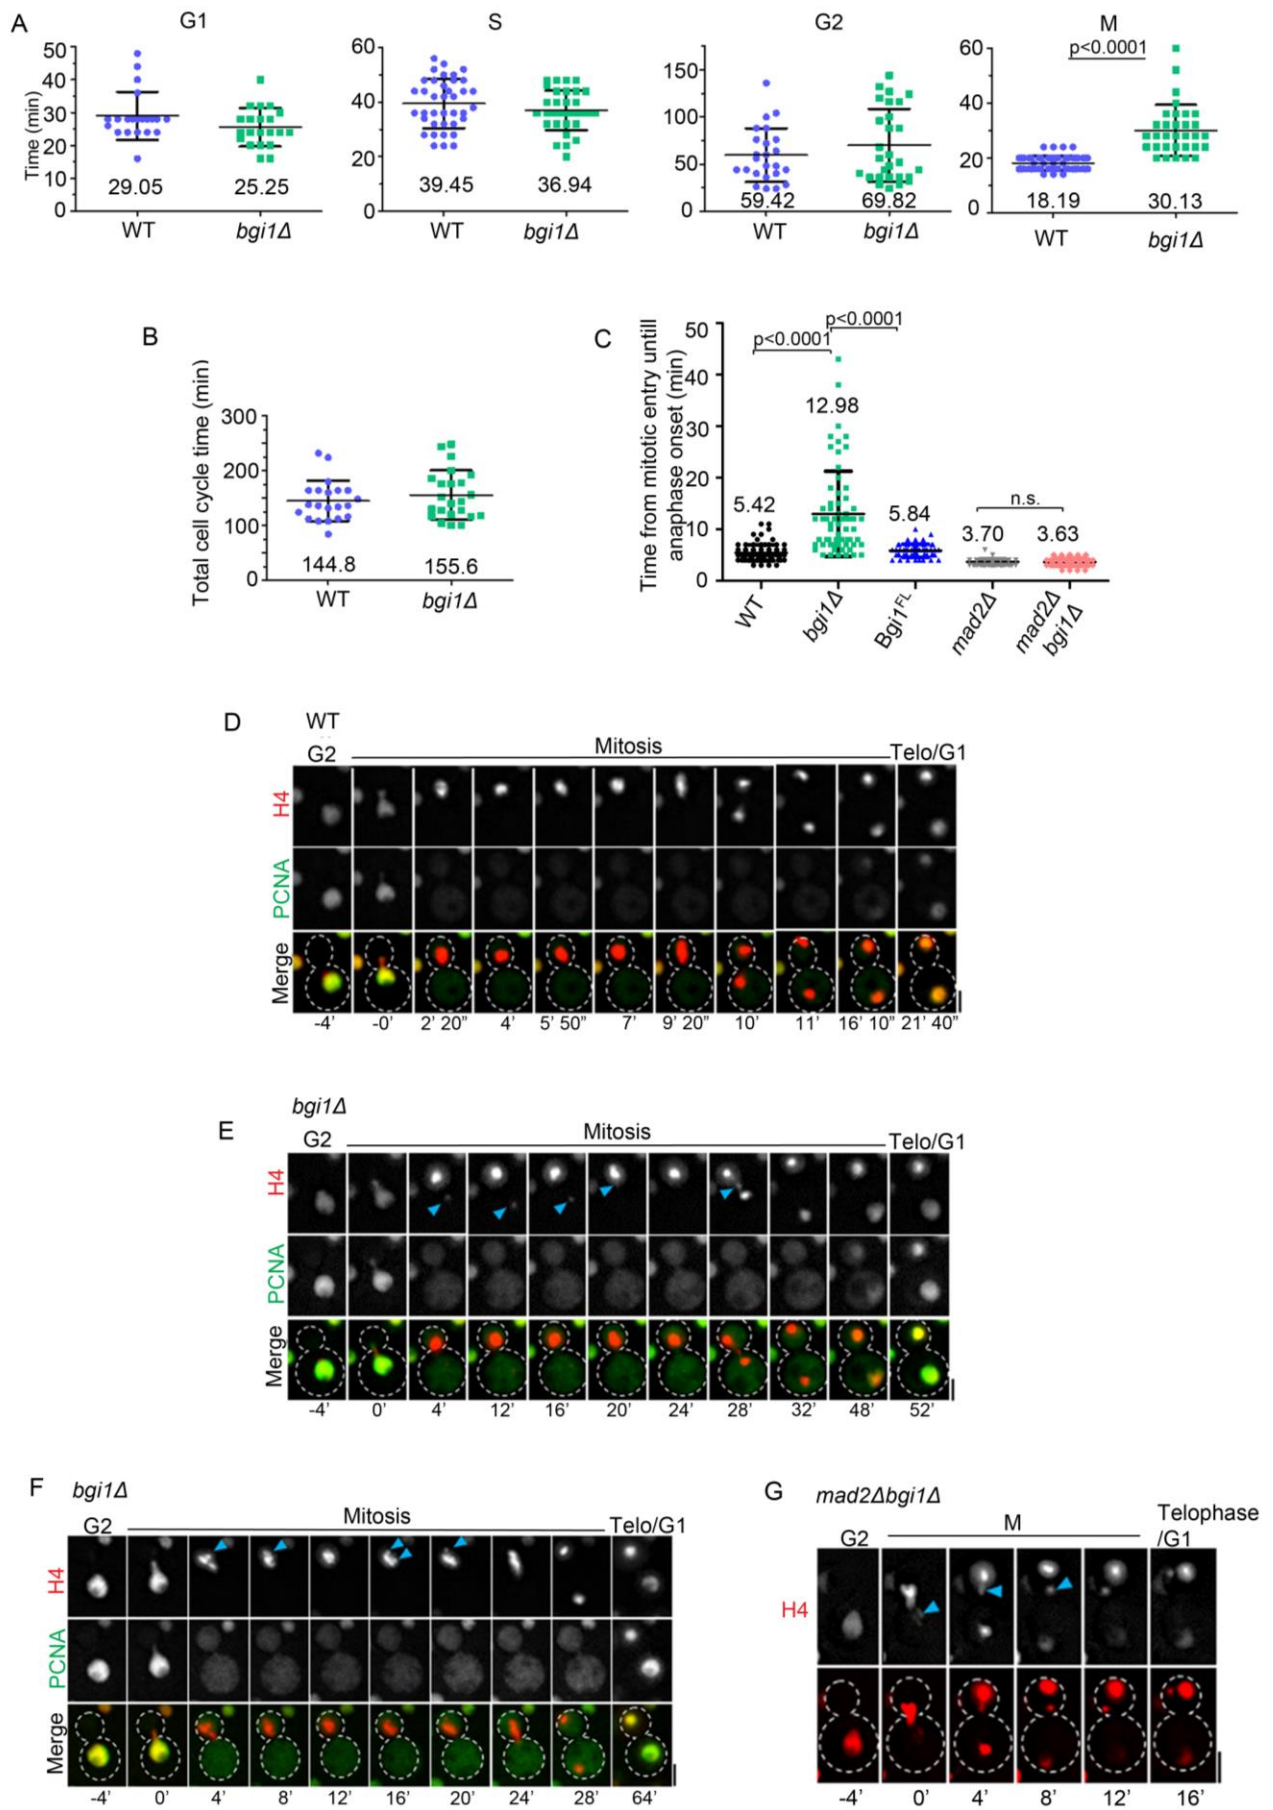 A
G1
S
G2
M
Time (min)
50
40
30
20
10
0
29.05
25.25
WT
bgi1Δ
60
40
20
0
39.45
36.94
WT
bgi1Δ
150
100
50
0
59.42
69.82
WT
bgi1Δ
60
40
20
0
p<0.0001
18.19
30.13
WT
bgi1Δ
B
Total cell cycle time (min)
300
200
100
0
144.8
155.6
WT
bgi1Δ
C
Time from mitotic entry untill
anaphase onset (min)
50
40
30
20
10
0
p<0.0001
p<0.0001
5.42
12.98
5.84
n.s.
3.70
3.63
WT
bgi1Δ
Bgi1FL
mad2Δ
mad2Δ
bgi1Δ
D
WT
G2
Mitosis
Telo/G1
H4
PCNA
Merge
-4’ -0’ 2’ 20” 4’ 5’ 50” 7’ 9’ 20” 10’ 11’ 16’ 10” 21’ 40”
E
bgi1Δ
G2
Mitosis
Telo/G1
H4
PCNA
Merge
-4’ 0’ 4’ 12’ 16’ 20’ 24’ 28’ 32’ 48’ 52’
F
bgi1Δ
G2
Mitosis
Telo/G1
H4
PCNA
Merge
-4’ 0’ 4’ 8’ 12’ 16’ 20’ 24’ 28’ 64’
G
mad2Δbgi1Δ
G2
M
Telophase
/G1
H4
-4’ 0’ 4’ 8’ 12’ 16’